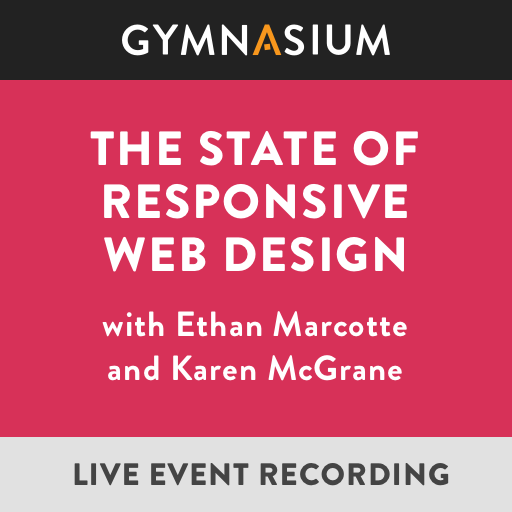 GYMNASIUM
THE STATE OF
RESPONSIVE
WEB DESIGN
with Ethan Marcotte
and Karen McGrane
LIVE EVENT RECORDING